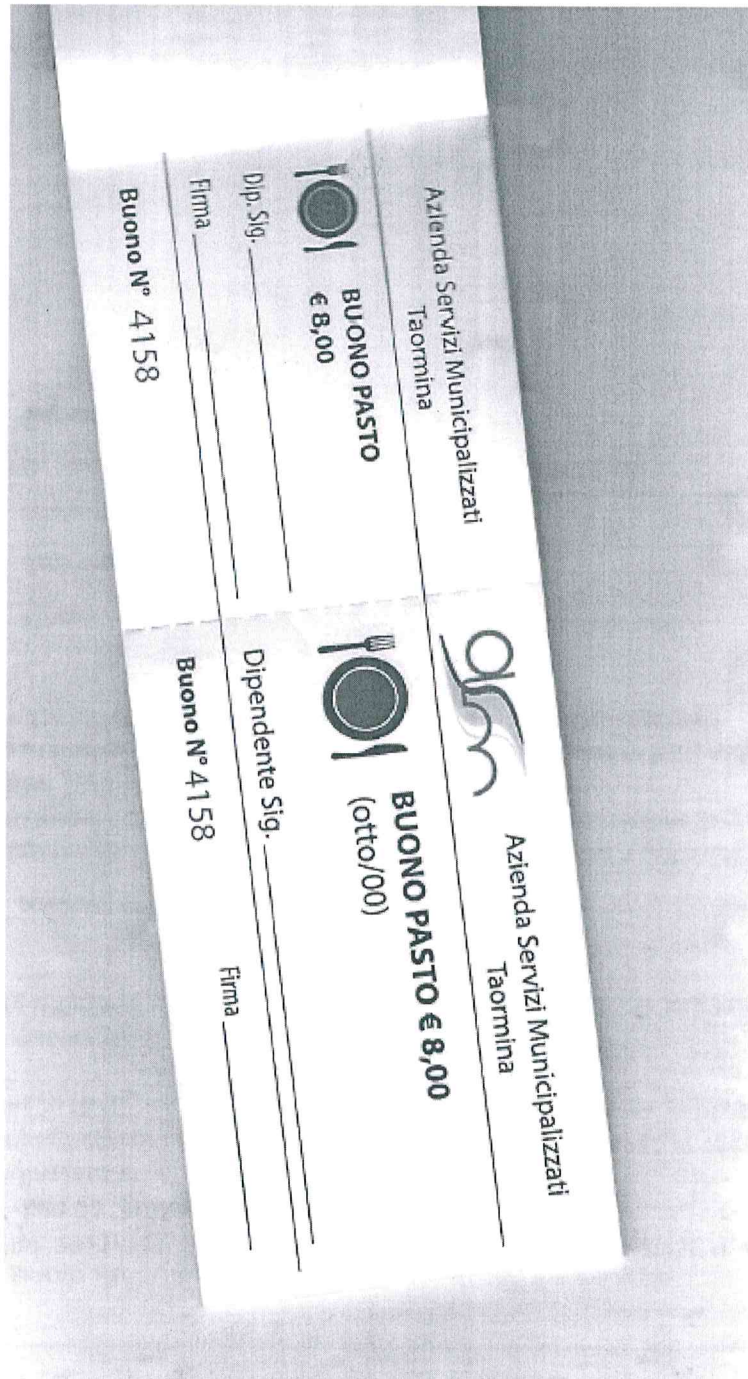 Azienda Servizi Municipalizzati
Taormina
BUONO PASTO
€ 8,00
Dip. Sig.
Firma
Buono N° 4158
asm
Azienda Servizi Municipalizzati
Taormina
BUONO PASTO € 8,00
(otto/00)
Dipendente Sig.
Buono N° 4158
Firma